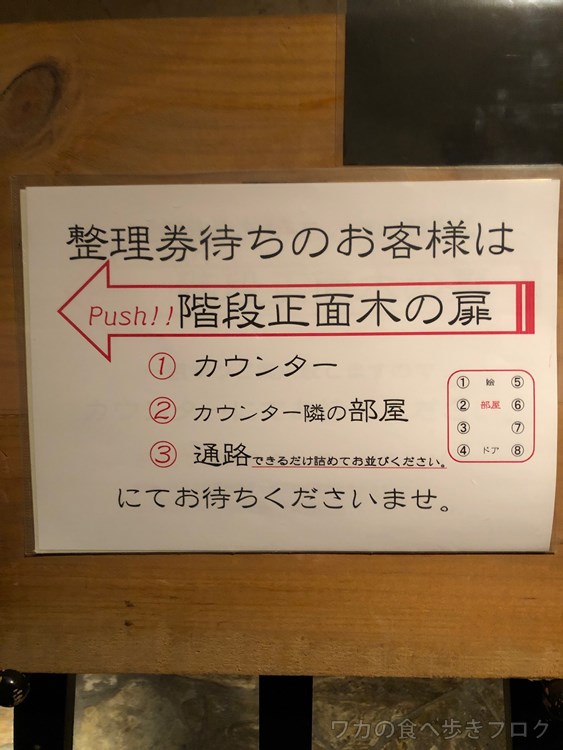 整理券待ちのお客様は
Push!!階段正面木の扉
① カウンター
② カウンター隣の部屋
③ 通路できるだけ詰めてお並びください。
① 絵 ⑤
② 部屋 ⑥
③ ⑦
④ ドア ⑧
にてお待ちくださいませ。
ワカの食べ歩きブログ